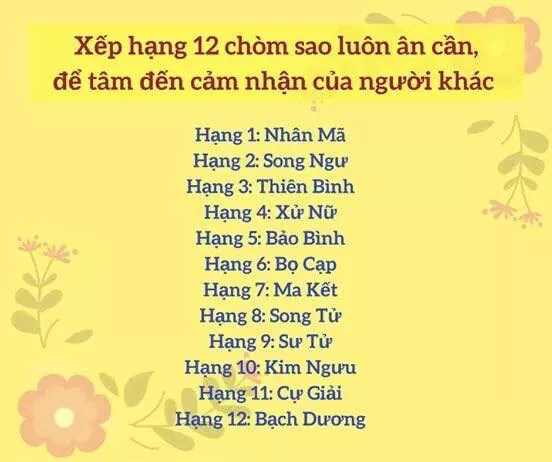 Xếp hạng 12 chòm sao luôn ân cần,
để tâm đến cảm nhận của người khác
Hạng 1: Nhân Mã
Hạng 2: Song Ngư
Hạng 3: Thiên Bình
Hạng 4: Xử Nữ
Hạng 5: Bảo Bình
Hạng 6: Bọ Cạp
Hạng 7: Ma Kết
Hạng 8: Song Tử
Hạng 9: Sư Tử
Hạng 10: Kim Ngưu
Hạng 11: Cự Giải
Hạng 12: Bạch Dương